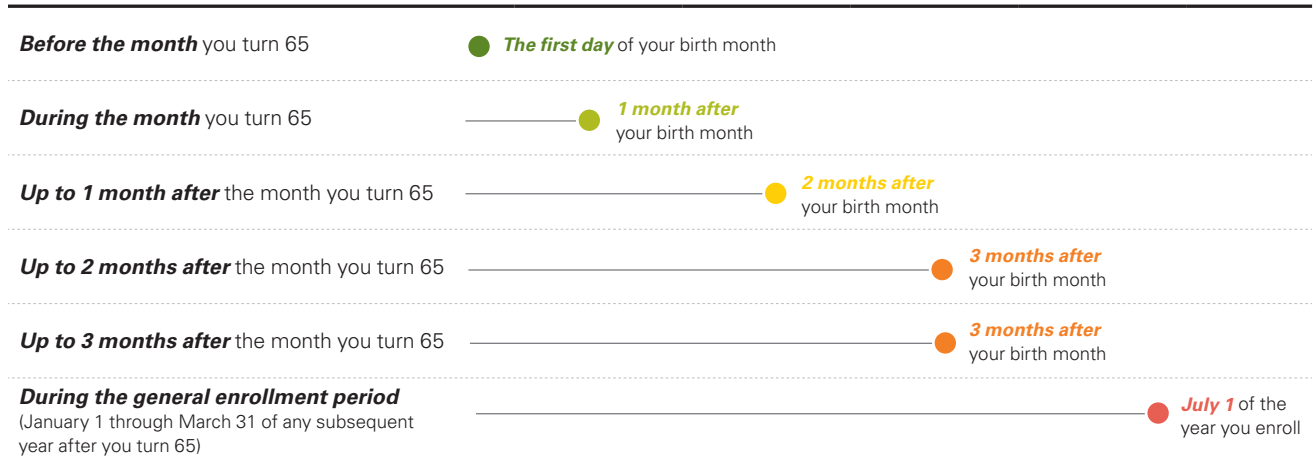 Before the month you turn 65
The first day of your birth month
During the month you turn 65
1 month after
your birth month
Up to 1 month after the month you turn 65
2 months after
your birth month
Up to 2 months after the month you turn 65
3 months after
your birth month
Up to 3 months after the month you turn 65
3 months after
your birth month
During the general enrollment period
(January 1 through March 31 of any subsequent
year after you turn 65)
July 1 of the
year you enroll